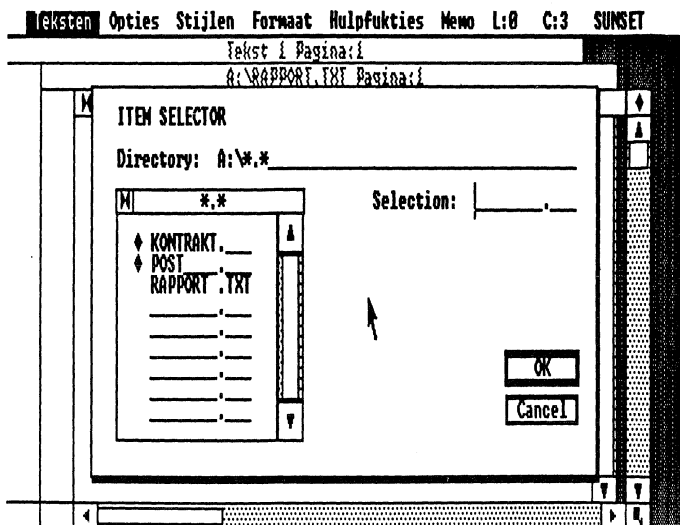 Teksten Opties Stijlen Formaat Hulpfukties Memo L:0 C:3 SUNSET
Tekst 1 Pagina:1
A:\RAPPORT.TXT Pagina:1
ITEM SELECTOR
Directory: A:\*.*
*.*
Selection: .
KONTRAKT.
POST .
RAPPORT .TXT
OK
Cancel